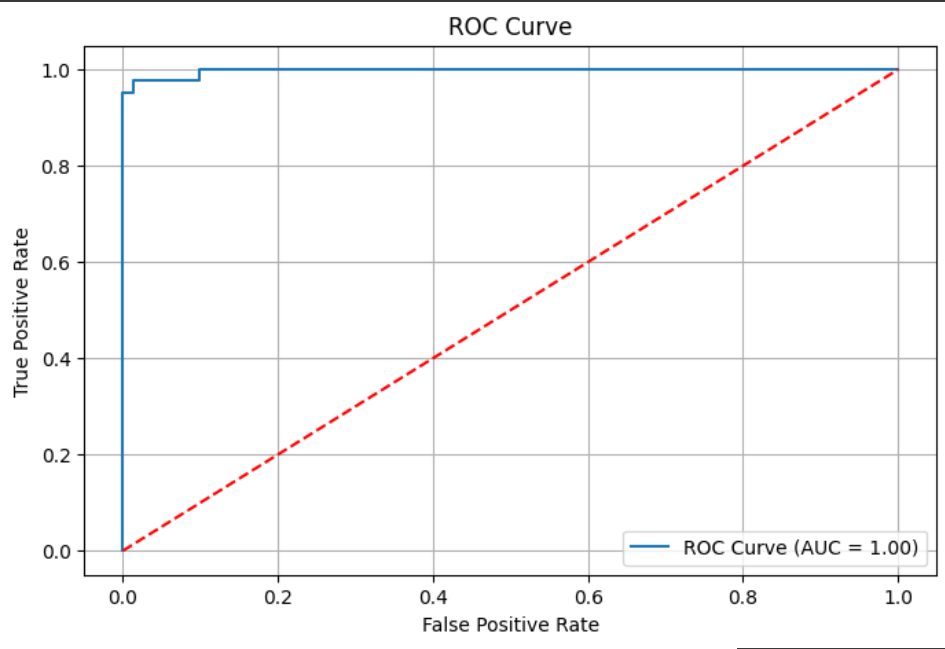 ROC Curve
1.0
0.8
0.6
0.4
0.2
0.0
True Positive Rate
ROC Curve (AUC = 1.00)
0.0 0.2 0.4 0.6 0.8 1.0
False Positive Rate